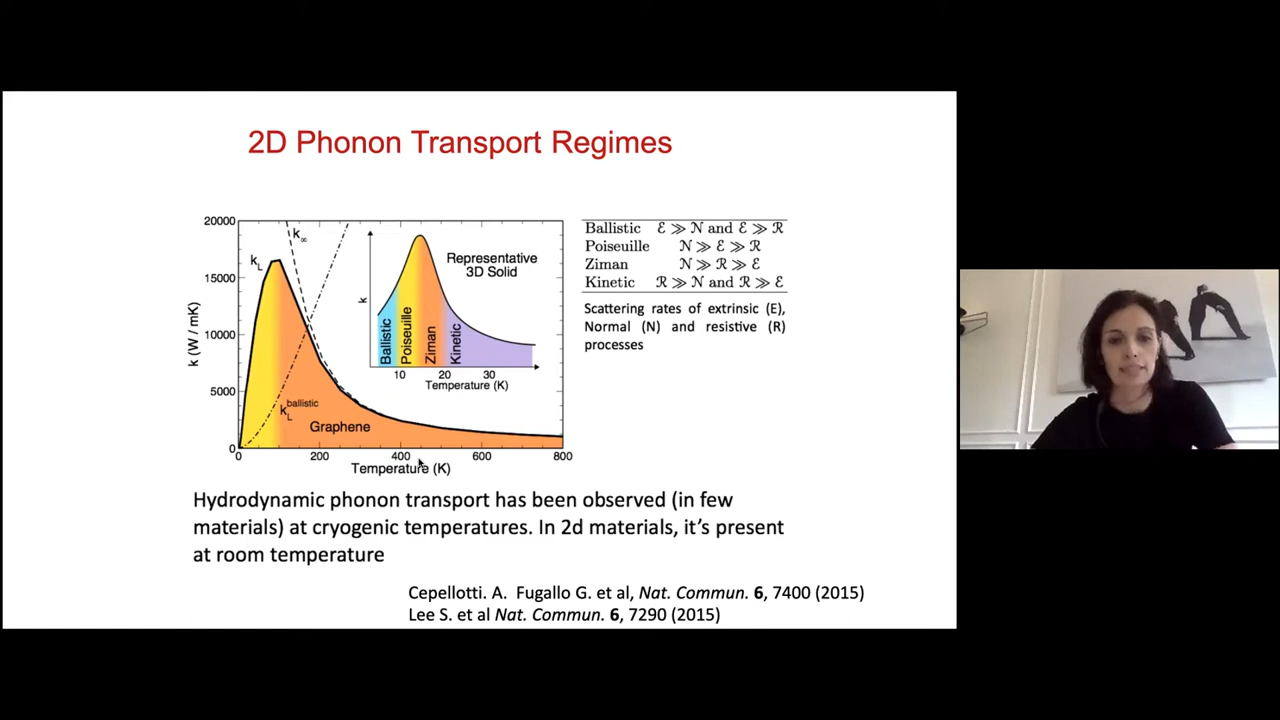 2D Phonon Transport Regimes
20000
15000
10000
5000
0
k (W / mK)
0
200
400
600
800
Temperature (K)
k∞
kL
kL ballistic
Graphene
Representative
3D Solid
k
Ballistic
Poiseuille
Ziman
Kinetic
10
20
30
Temperature (K)
Ballistic ℰ ≫ 𝒩 and ℰ ≫ ℛ
Poiseuille 𝒩 ≫ ℰ ≫ ℛ
Ziman 𝒩 ≫ ℛ ≫ ℰ
Kinetic ℛ ≫ 𝒩 and ℛ ≫ ℰ
Scattering rates of extrinsic (E),
Normal (N) and resistive (R)
processes
Hydrodynamic phonon transport has been observed (in few
materials) at cryogenic temperatures. In 2d materials, it's present
at room temperature
Cepellotti. A. Fugallo G. et al, Nat. Commun. 6, 7400 (2015)
Lee S. et al Nat. Commun. 6, 7290 (2015)